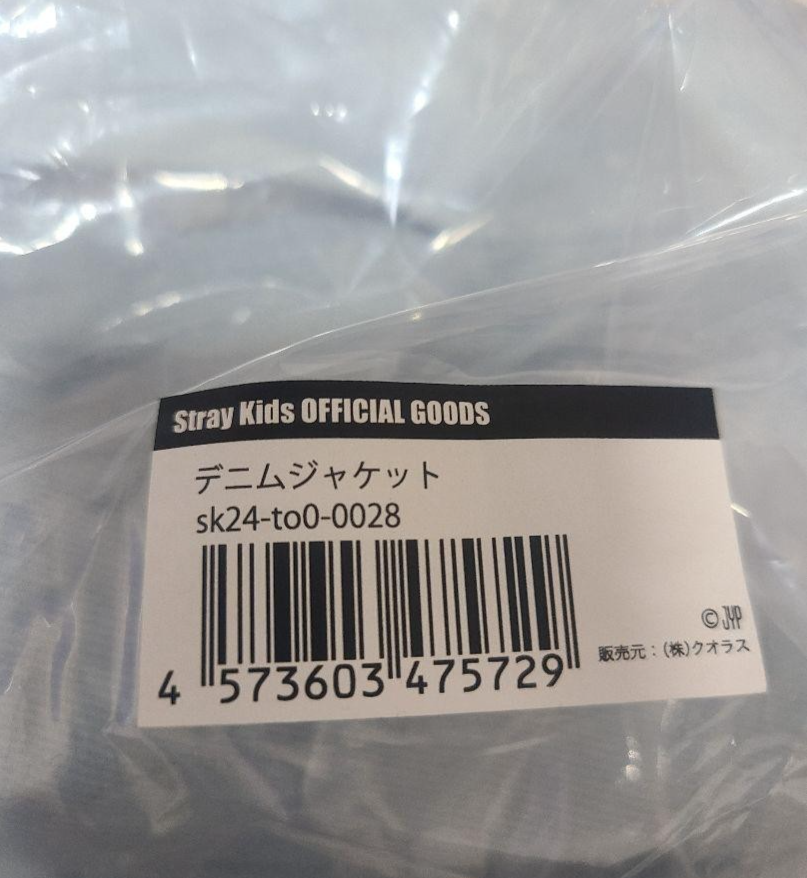 Stray Kids OFFICIAL GOODS
デニムジャケット
sk24-to0-0028
4 573603 475729
© JYP
販売元：(株)クオラス